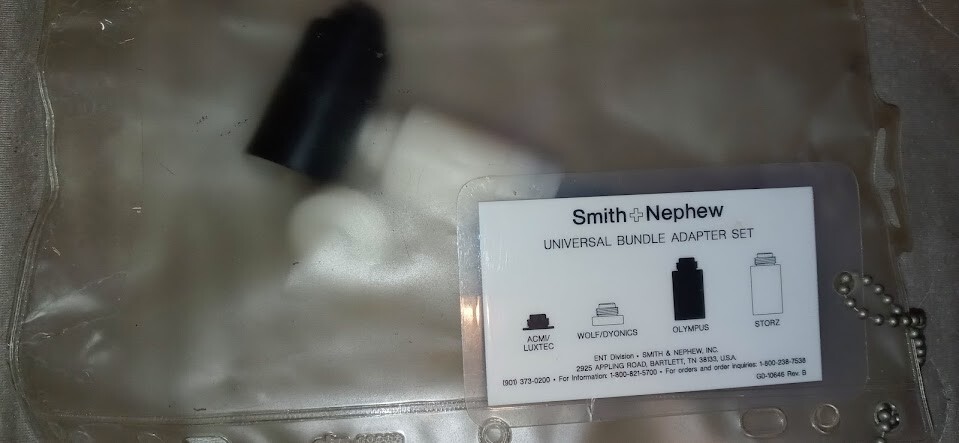 Smith Nephew
UNIVERSAL BUNDLE ADAPTER SET
ACMI/
LUXTEC
WOLF/DYONICS
OLYMPUS
STORZ
ENT Division • SMITH & NEPHEW, INC.
2925 APPLING ROAD, BARTLETT, TN 38133, U.S.A.
(901) 373-0200 • For Information: 1-800-821-5700 • For orders and order inquiries: 1-800-238-7538
G0-10646 Rev. B